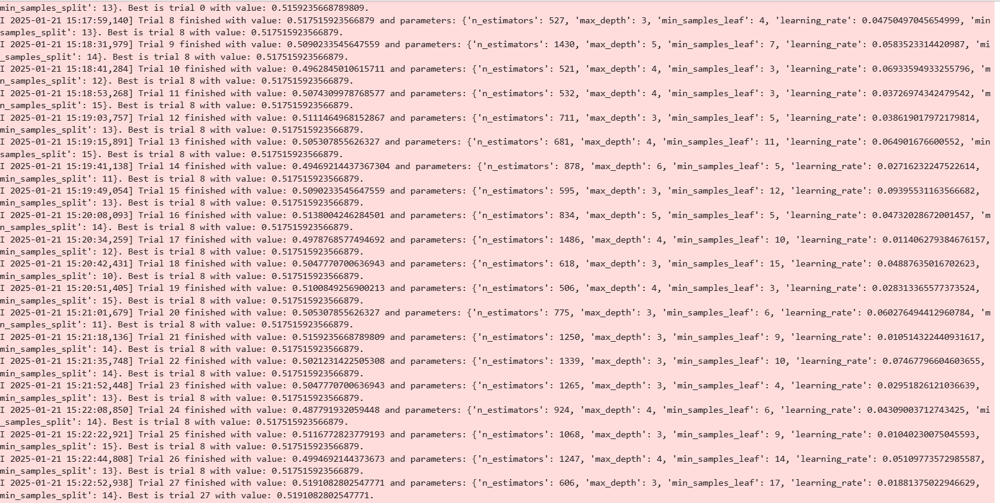 min_samples_split': 13}. Best is trial 0 with value: 0.5159235668789809.
I 2025-01-21 15:17:59,140] Trial 8 finished with value: 0.517515923566879 and parameters: {'n_estimators': 527, 'max_depth': 3, 'min_samples_leaf': 4, 'learning_rate': 0.04750497045654999, 'min
samples_split': 13}. Best is trial 8 with value: 0.517515923566879.
I 2025-01-21 15:18:31,979] Trial 9 finished with value: 0.5090233545647559 and parameters: {'n_estimators': 1430, 'max_depth': 5, 'min_samples_leaf': 7, 'learning_rate': 0.0583523314420987, 'mi
_samples_split': 14}. Best is trial 8 with value: 0.517515923566879.
I 2025-01-21 15:18:41,284] Trial 10 finished with value: 0.4962845010615711 and parameters: {'n_estimators': 521, 'max_depth': 4, 'min_samples_leaf': 3, 'learning_rate': 0.06933594933255796, 'm
n_samples_split': 12}. Best is trial 8 with value: 0.517515923566879.
I 2025-01-21 15:18:53,268] Trial 11 finished with value: 0.5074309978768577 and parameters: {'n_estimators': 532, 'max_depth': 4, 'min_samples_leaf': 3, 'learning_rate': 0.03726974342479542, 'm
n_samples_split': 15}. Best is trial 8 with value: 0.517515923566879.
I 2025-01-21 15:19:03,757] Trial 12 finished with value: 0.5111464968152867 and parameters: {'n_estimators': 711, 'max_depth': 3, 'min_samples_leaf': 5, 'learning_rate': 0.038619017972179814,
min_samples_split': 13}. Best is trial 8 with value: 0.517515923566879.
I 2025-01-21 15:19:15,891] Trial 13 finished with value: 0.505307855626327 and parameters: {'n_estimators': 681, 'max_depth': 4, 'min_samples_leaf': 11, 'learning_rate': 0.064901676600552, 'min
samples_split': 15}. Best is trial 8 with value: 0.517515923566879.
I 2025-01-21 15:19:41,138] Trial 14 finished with value: 0.49469214437367304 and parameters: {'n_estimators': 878, 'max_depth': 6, 'min_samples_leaf': 5, 'learning_rate': 0.02716232247522614,
min_samples_split': 11}. Best is trial 8 with value: 0.517515923566879.
I 2025-01-21 15:19:49,054] Trial 15 finished with value: 0.5090233545647559 and parameters: {'n_estimators': 595, 'max_depth': 3, 'min_samples_leaf': 12, 'learning_rate': 0.09395531163566682,
min_samples_split': 13}. Best is trial 8 with value: 0.517515923566879.
I 2025-01-21 15:20:08,093] Trial 16 finished with value: 0.5138004246284501 and parameters: {'n_estimators': 834, 'max_depth': 5, 'min_samples_leaf': 5, 'learning_rate': 0.04732028672001457, 'm
n_samples_split': 14}. Best is trial 8 with value: 0.517515923566879.
I 2025-01-21 15:20:34,259] Trial 17 finished with value: 0.4978768577494692 and parameters: {'n_estimators': 1486, 'max_depth': 4, 'min_samples_leaf': 10, 'learning_rate': 0.011406279384676157,
min_samples_split': 12}. Best is trial 8 with value: 0.517515923566879.
I 2025-01-21 15:20:42,431] Trial 18 finished with value: 0.5047770700636943 and parameters: {'n_estimators': 618, 'max_depth': 3, 'min_samples_leaf': 15, 'learning_rate': 0.04887635016702623,
min_samples_split': 10}. Best is trial 8 with value: 0.517515923566879.
I 2025-01-21 15:20:51,405] Trial 19 finished with value: 0.5100849256900213 and parameters: {'n_estimators': 506, 'max_depth': 4, 'min_samples_leaf': 3, 'learning_rate': 0.028313365577373524,
min_samples_split': 15}. Best is trial 8 with value: 0.517515923566879.
I 2025-01-21 15:21:01,679] Trial 20 finished with value: 0.505307855626327 and parameters: {'n_estimators': 775, 'max_depth': 3, 'min_samples_leaf': 6, 'learning_rate': 0.060276494412960784, 'm
n_samples_split': 11}. Best is trial 8 with value: 0.517515923566879.
I 2025-01-21 15:21:18,136] Trial 21 finished with value: 0.5159235668789809 and parameters: {'n_estimators': 1250, 'max_depth': 3, 'min_samples_leaf': 9, 'learning_rate': 0.010514322440931617,
min_samples_split': 14}. Best is trial 8 with value: 0.517515923566879.
I 2025-01-21 15:21:35,748] Trial 22 finished with value: 0.5021231422505308 and parameters: {'n_estimators': 1339, 'max_depth': 3, 'min_samples_leaf': 10, 'learning_rate': 0.07467796604603655,
min_samples_split': 14}. Best is trial 8 with value: 0.517515923566879.
I 2025-01-21 15:21:52,448] Trial 23 finished with value: 0.5047770700636943 and parameters: {'n_estimators': 1265, 'max_depth': 3, 'min_samples_leaf': 4, 'learning_rate': 0.02951826121036639,
min_samples_split': 13}. Best is trial 8 with value: 0.517515923566879.
I 2025-01-21 15:22:08,850] Trial 24 finished with value: 0.487791932059448 and parameters: {'n_estimators': 924, 'max_depth': 4, 'min_samples_leaf': 6, 'learning_rate': 0.04309003712743425, 'mi
_samples_split': 14}. Best is trial 8 with value: 0.517515923566879.
I 2025-01-21 15:22:22,921] Trial 25 finished with value: 0.5116772823779193 and parameters: {'n_estimators': 1068, 'max_depth': 3, 'min_samples_leaf': 9, 'learning_rate': 0.01040230075045593,
min_samples_split': 15}. Best is trial 8 with value: 0.517515923566879.
I 2025-01-21 15:22:44,808] Trial 26 finished with value: 0.4994692144373673 and parameters: {'n_estimators': 1247, 'max_depth': 4, 'min_samples_leaf': 14, 'learning_rate': 0.05109773572985587,
min_samples_split': 13}. Best is trial 8 with value: 0.517515923566879.
I 2025-01-21 15:22:52,938] Trial 27 finished with value: 0.5191082802547771 and parameters: {'n_estimators': 606, 'max_depth': 3, 'min_samples_leaf': 17, 'learning_rate': 0.01881375022946629,
min_samples_split': 14}. Best is trial 27 with value: 0.5191082802547771.